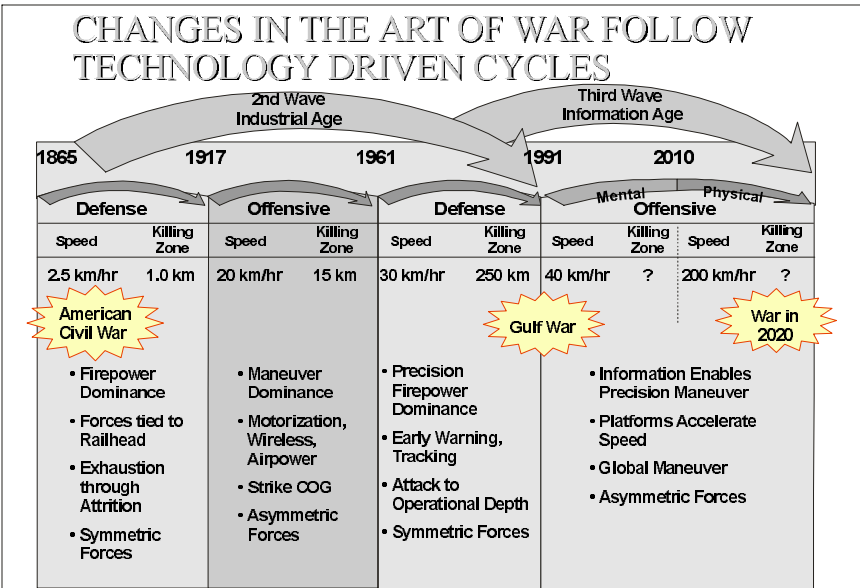 CHANGES IN THE ART OF WAR FOLLOW
TECHNOLOGY DRIVEN CYCLES
2nd Wave
Industrial Age
Third Wave
Information Age
1865 1917 1961 1991 2010
Mental Physical
Defense Offensive Defense Offensive
Speed Killing Zone Speed Killing Zone Speed Killing Zone Speed Killing Zone Speed Killing Zone
2.5 km/hr 1.0 km 20 km/hr 15 km 30 km/hr 250 km 40 km/hr ? 200 km/hr ?
American
Civil War
Gulf War
War in
2020
• Firepower
Dominance
• Forces tied to
Railhead
• Exhaustion
through
Attrition
• Symmetric
Forces
• Maneuver
Dominance
• Motorization,
Wireless,
Airpower
• Strike COG
• Asymmetric
Forces
• Precision
Firepower
Dominance
• Early Warning,
Tracking
• Attack to
Operational Depth
• Symmetric Forces
• Information Enables
Precision Maneuver
• Platforms Accelerate
Speed
• Global Maneuver
• Asymmetric Forces